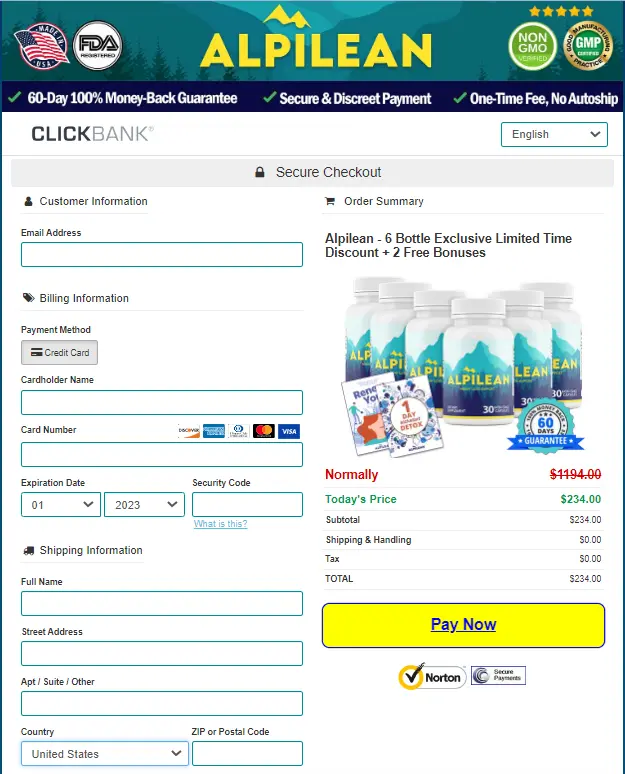 MADE IN
USA
FDA
REGISTERED
ALPILEAN
NON
GMO
VERIFIED
GOOD MANUFACTURING
GMP
CERTIFIED
PRACTICE
60-Day 100% Money-Back Guarantee
Secure & Discreet Payment
One-Time Fee, No Autoship
CLICKBANK®
English
Secure Checkout
Customer Information
Email Address
Billing Information
Payment Method
Credit Card
Cardholder Name
Card Number
DISCOVER
VISA
Expiration Date
Security Code
01
2023
What is this?
Shipping Information
Full Name
Street Address
Apt / Suite / Other
Country
ZIP or Postal Code
United States
Order Summary
Alpilean - 6 Bottle Exclusive Limited Time
Discount + 2 Free Bonuses
ALPILEAN
30
1
DAY
DETOX
60
DAYS
GUARANTEE
Normally
$1194.00
Today's Price
$234.00
Subtotal
$234.00
Shipping & Handling
$0.00
Tax
$0.00
TOTAL
$234.00
Pay Now
Norton
Secure
Payments